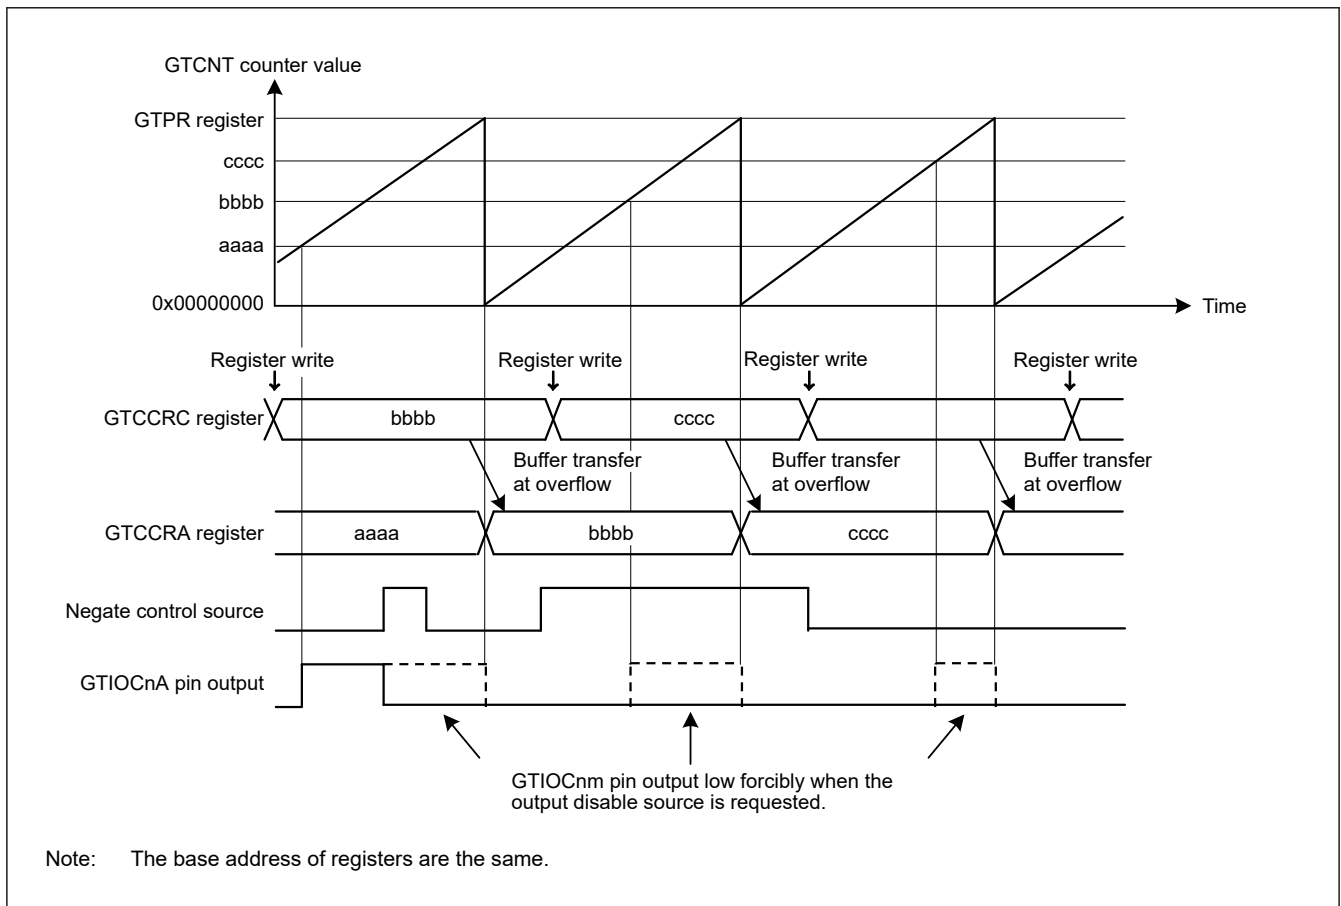 GTCNT counter value
GTPR register
cccc
bbbb
aaaa
0x00000000
Time
Register write Register write Register write Register write
GTCCRC register bbbb cccc
Buffer transfer at overflow
Buffer transfer at overflow
Buffer transfer at overflow
GTCCRA register aaaa bbbb cccc
Negate control source
GTIOCnA pin output
GTIOCnm pin output low forcibly when the
output disable source is requested.
Note: The base address of registers are the same.